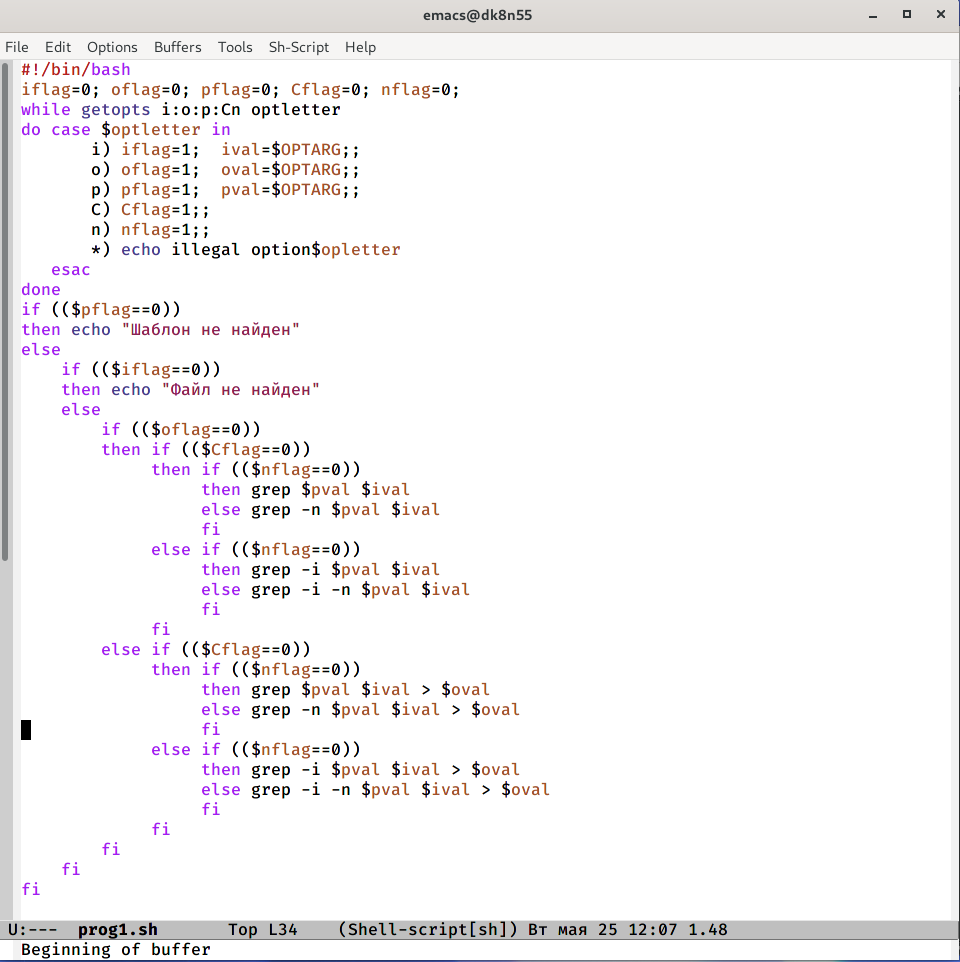 emacs@dk8n55
File Edit Options Buffers Tools Sh-Script Help
#!/bin/bash
iflag=0; oflag=0; pflag=0; Cflag=0; nflag=0;
while getopts i:o:p:Cn optletter
do case $optletter in
       i) iflag=1;  ival=$OPTARG;;
       o) oflag=1;  oval=$OPTARG;;
       p) pflag=1;  pval=$OPTARG;;
       C) Cflag=1;;
       n) nflag=1;;
       *) echo illegal option$opletter
   esac
done
if (($pflag==0))
then echo "Шаблон не найден"
else
    if (($iflag==0))
    then echo "Файл не найден"
    else
        if (($oflag==0))
        then if (($Cflag==0))
             then if (($nflag==0))
                  then grep $pval $ival
                  else grep -n $pval $ival
                  fi
             else if (($nflag==0))
                  then grep -i $pval $ival
                  else grep -i -n $pval $ival
                  fi
             fi
        else if (($Cflag==0))
             then if (($nflag==0))
                  then grep $pval $ival > $oval
                  else grep -n $pval $ival > $oval
                  fi
             else if (($nflag==0))
                  then grep -i $pval $ival > $oval
                  else grep -i -n $pval $ival > $oval
                  fi
             fi
        fi
    fi
fi
U:---  prog1.sh       Top L34    (Shell-script[sh]) Вт мая 25 12:07 1.48
Beginning of buffer